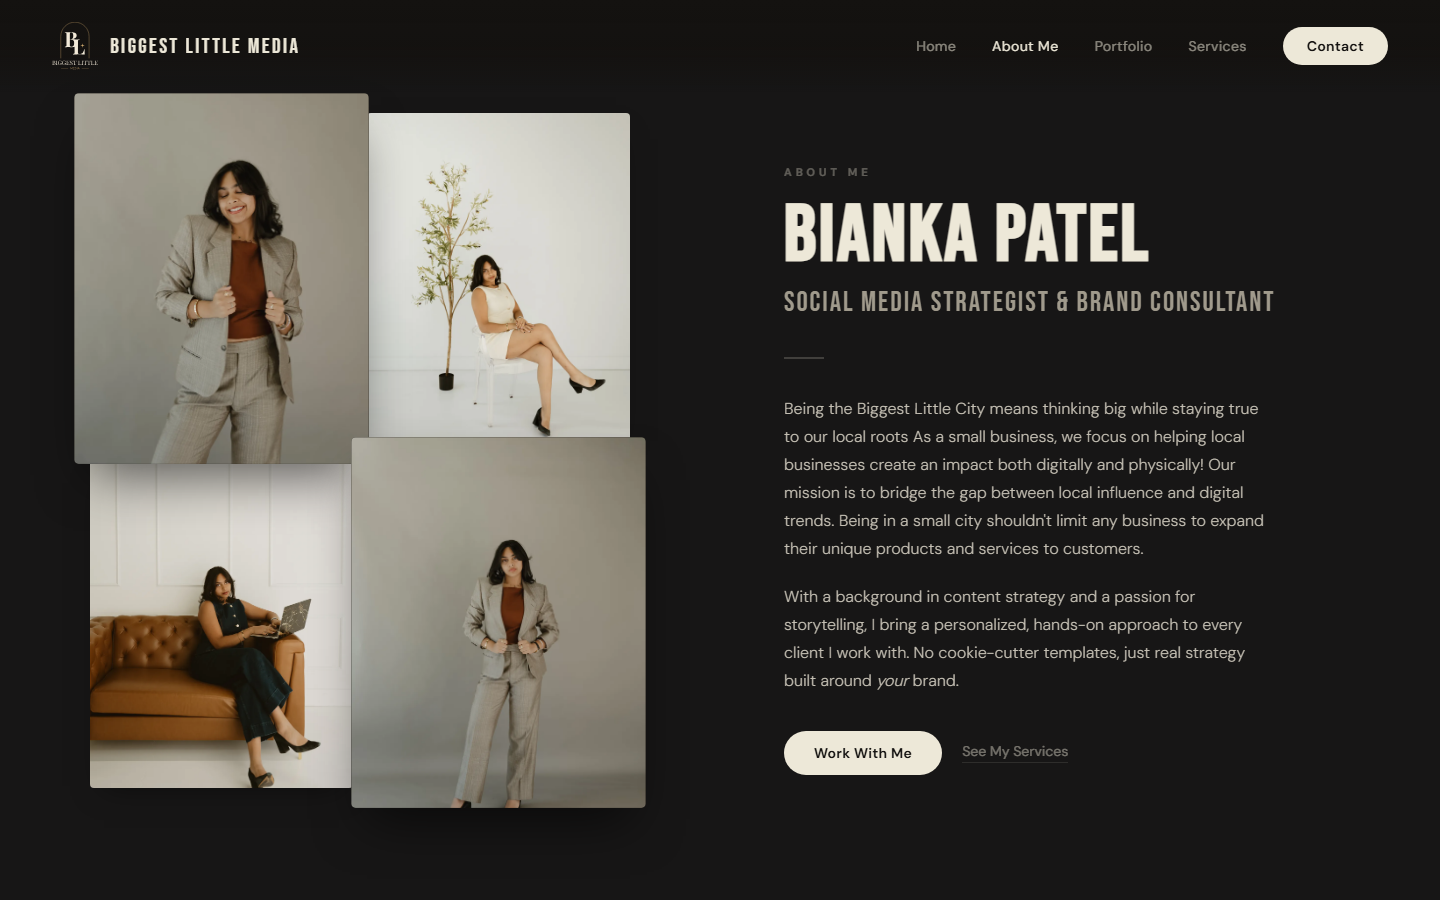 BL
BIGGEST LITTLE
BIGGEST LITTLE MEDIA
Home
About Me
Portfolio
Services
Contact
ABOUT ME
BIANKA PATEL
SOCIAL MEDIA STRATEGIST & BRAND CONSULTANT
Being the Biggest Little City means thinking big while staying true
to our local roots As a small business, we focus on helping local
businesses create an impact both digitally and physically! Our
mission is to bridge the gap between local influence and digital
trends. Being in a small city shouldn't limit any business to expand
their unique products and services to customers.
With a background in content strategy and a passion for
storytelling, I bring a personalized, hands-on approach to every
client I work with. No cookie-cutter templates, just real strategy
built around your brand.
Work With Me
See My Services